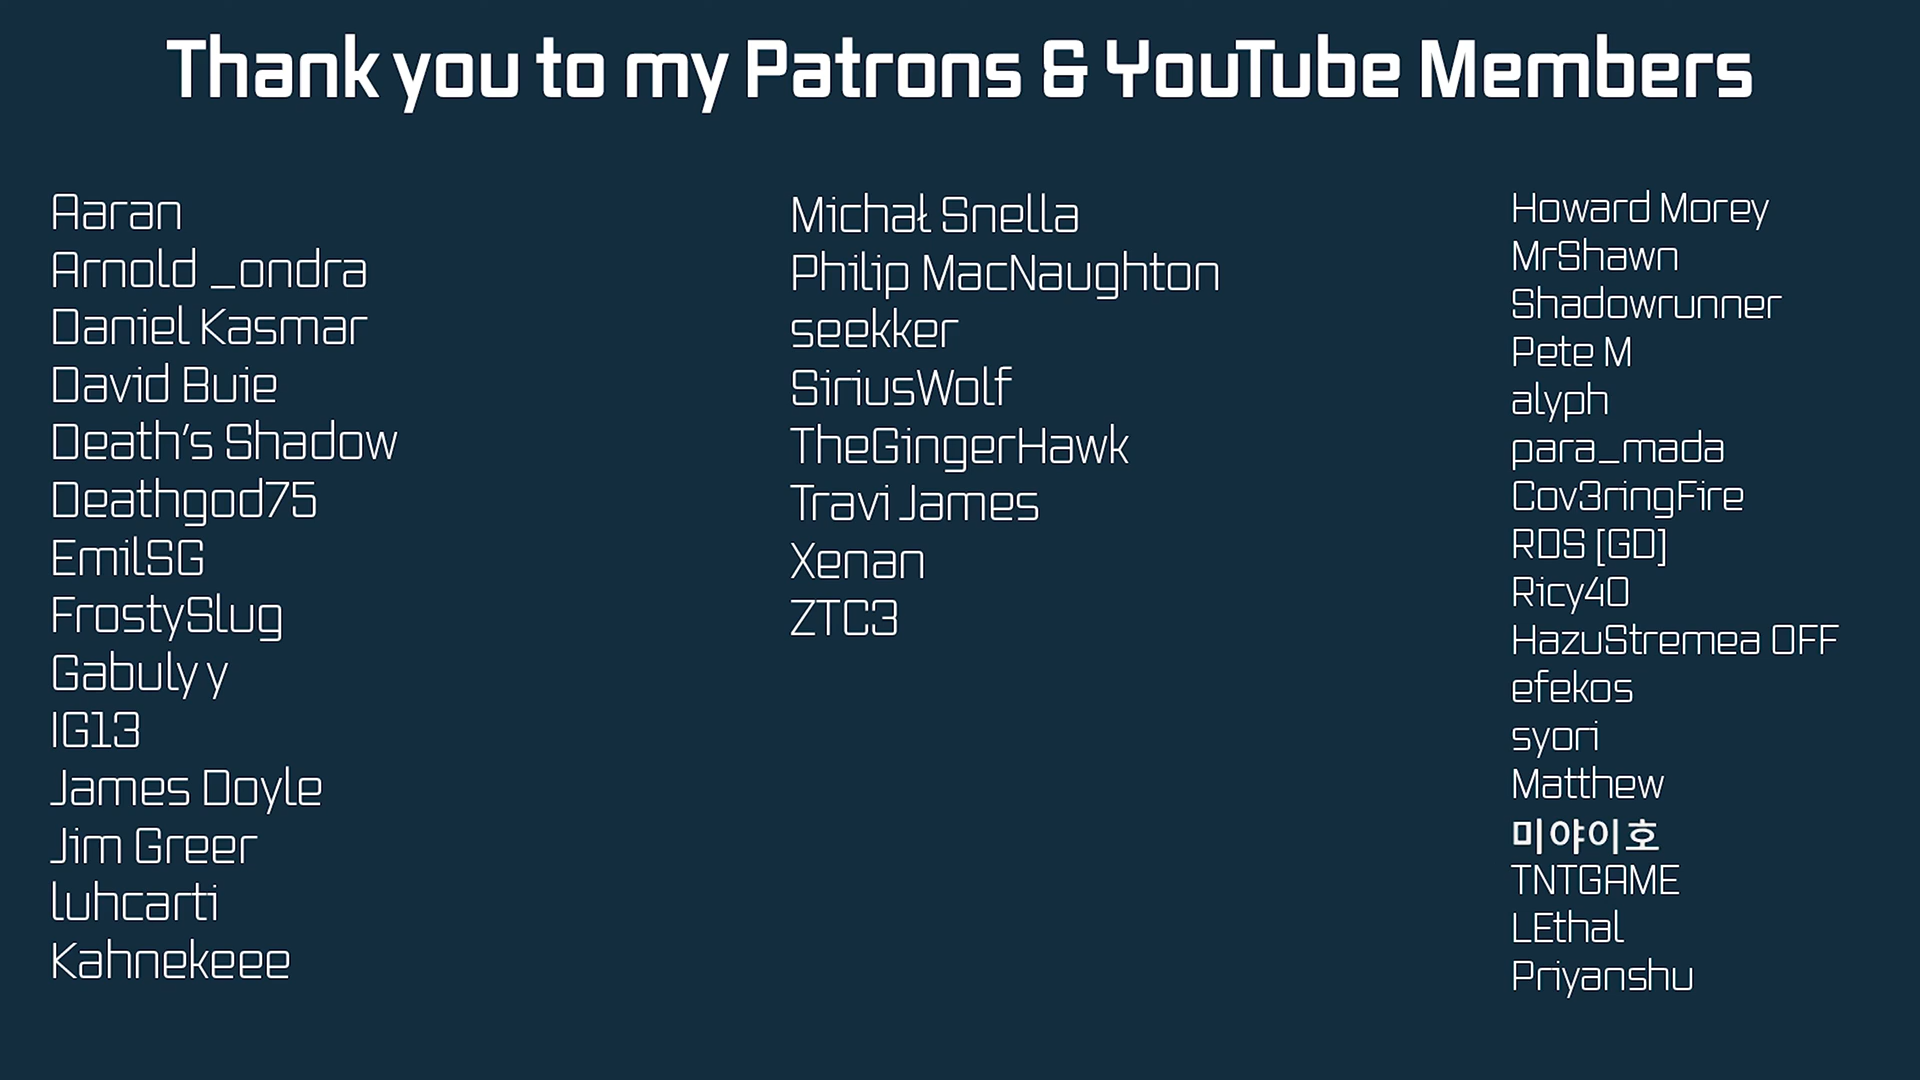 Thank you to my Patrons & YouTube Members
Aaran
Arnold _ondra
Daniel Kasmar
David Buie
Death's Shadow
Deathgod75
EmilSG
FrostySlug
Gabuly y
IG13
James Doyle
Jim Greer
luhcarti
Kahnekeee
Michał Snella
Philip MacNaughton
seekker
SiriusWolf
TheGingerHawk
Travi James
Xenan
ZTC3
Howard Morey
MrShawn
Shadowrunner
Pete M
alyph
para_mada
Cov3ringFire
RDS [GD]
Ricy40
HazuStremea OFF
efekos
syori
Matthew
미야이호
TNTGAME
LEthal
Priyanshu